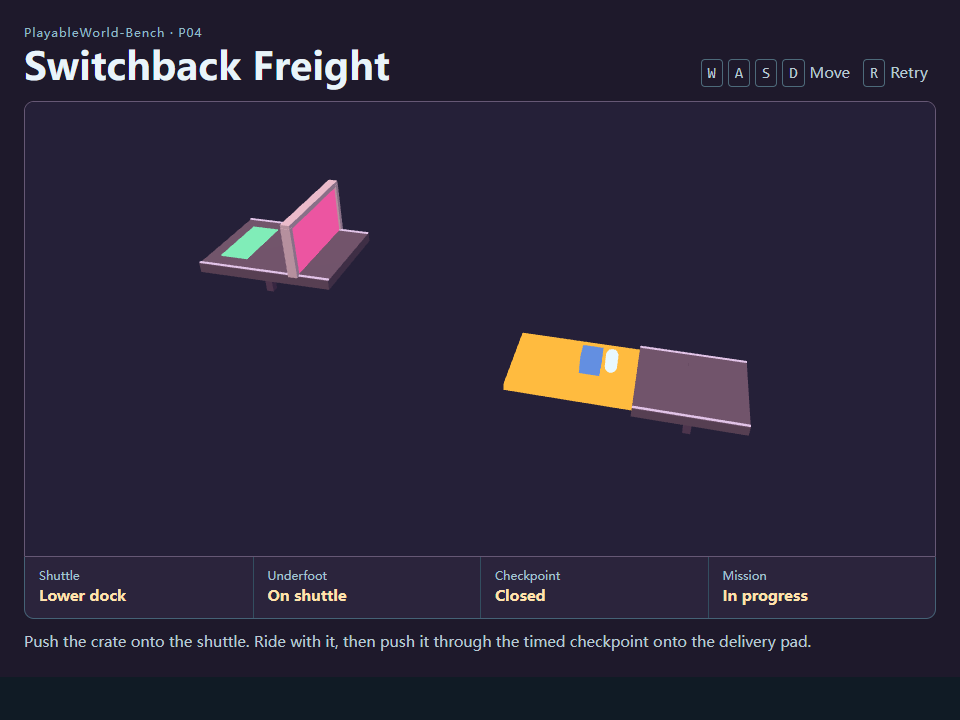 PlayableWorld-Bench · P04
Switchback Freight
W A S D Move R Retry
Shuttle
Lower dock
Underfoot
On shuttle
Checkpoint
Closed
Mission
In progress
Push the crate onto the shuttle. Ride with it, then push it through the timed checkpoint onto the delivery pad.